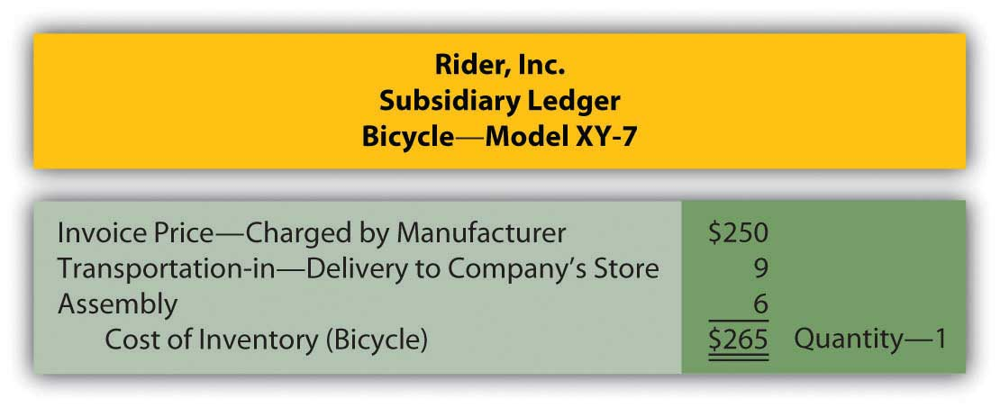 Rider, Inc.
Subsidiary Ledger
Bicycle—Model XY-7
Invoice Price—Charged by Manufacturer $250
Transportation-in—Delivery to Company’s Store 9
Assembly 6
Cost of Inventory (Bicycle) $265 Quantity—1